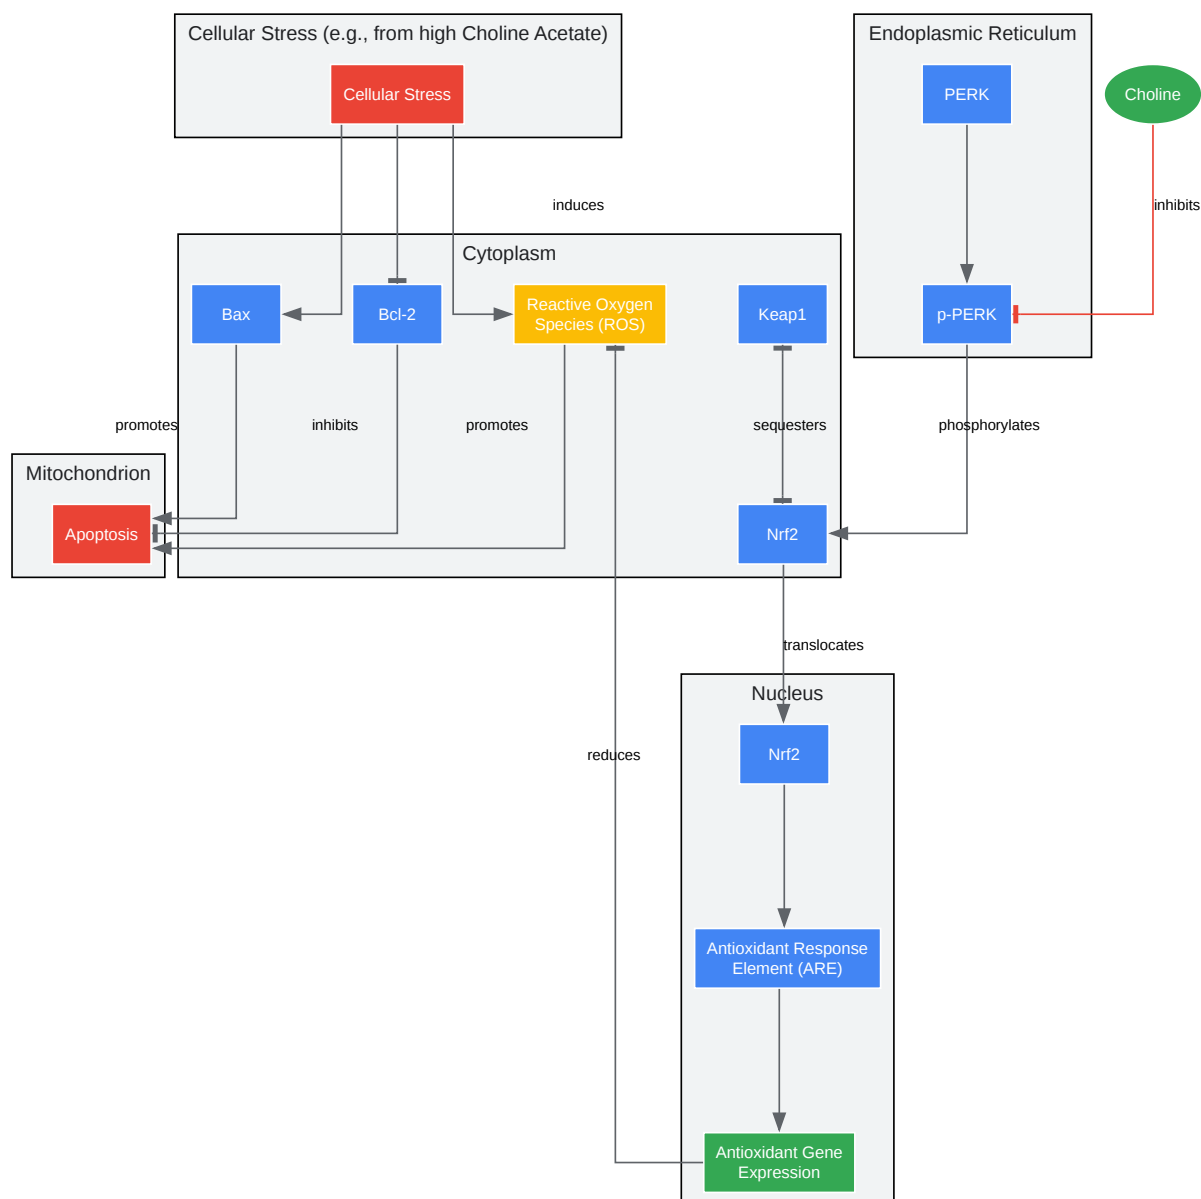 Cellular Stress (e.g., from high Choline Acetate)
Endoplasmic Reticulum
Cellular Stress
PERK
Choline
induces
inhibits
Cytoplasm
Bax
Bcl-2
Reactive Oxygen
Species (ROS)
Keap1
p-PERK
promotes
inhibits
promotes
sequesters
phosphorylates
Mitochondrion
Apoptosis
Nrf2
translocates
Nucleus
Nrf2
reduces
Antioxidant Response
Element (ARE)
Antioxidant Gene
Expression